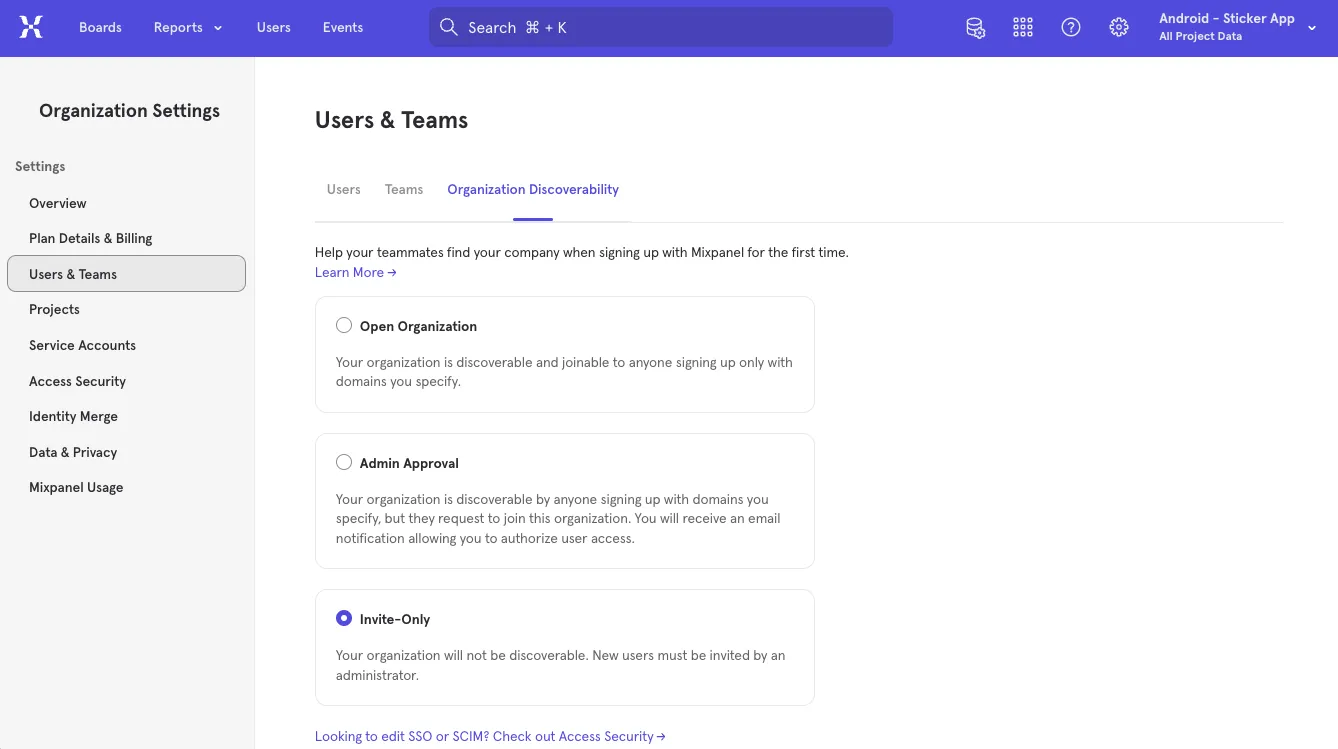 Boards
Reports
Users
Events
Search ⌘ + K
Android - Sticker App
All Project Data
Organization Settings
Settings
Overview
Plan Details & Billing
Users & Teams
Projects
Service Accounts
Access Security
Identity Merge
Data & Privacy
Mixpanel Usage
Users & Teams
Users
Teams
Organization Discoverability
Help your teammates find your company when signing up with Mixpanel for the first time.
Learn More →
Open Organization
Your organization is discoverable and joinable to anyone signing up only with
domains you specify.
Admin Approval
Your organization is discoverable by anyone signing up with domains you
specify, but they request to join this organization. You will receive an email
notification allowing you to authorize user access.
Invite-Only
Your organization will not be discoverable. New users must be invited by an
administrator.
Looking to edit SSO or SCIM? Check out Access Security →